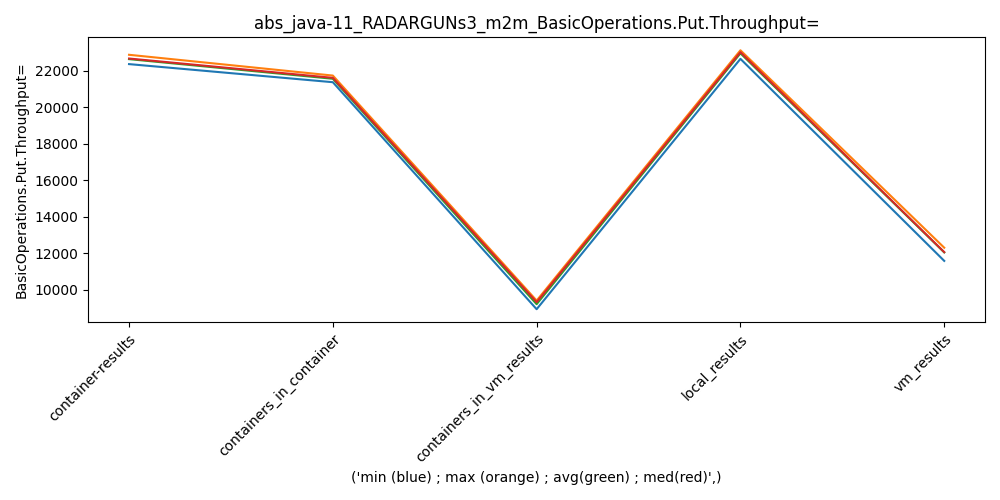 abs_java-11_RADARGUNs3_m2m_BasicOperations.Put.Throughput=
BasicOperations.Put.Throughput=
22000
20000
18000
16000
14000
12000
10000
container-results
containers_in_container
containers_in_vm_results
local_results
vm_results
('min (blue) ; max (orange) ; avg(green) ; med(red)',)